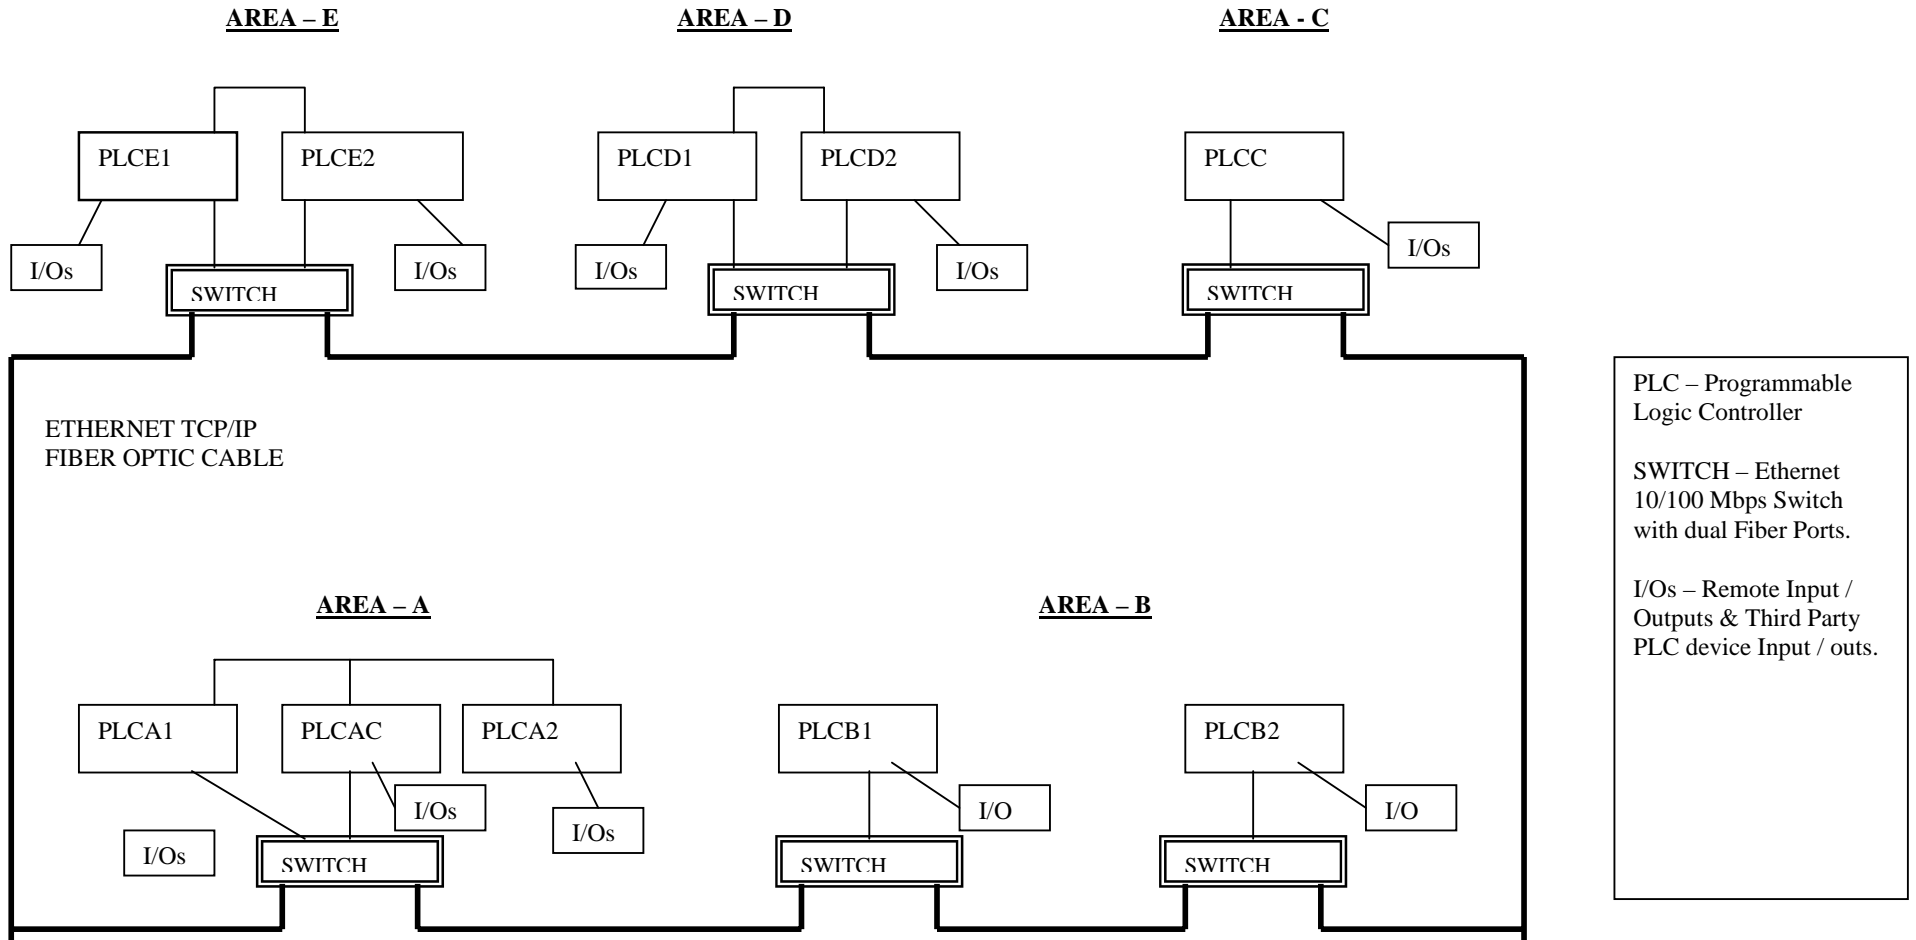 AREA – E
AREA – D
AREA - C
PLCE1
PLCE2
PLCD1
PLCD2
PLCC
I/Os
I/Os
I/Os
I/Os
I/Os
SWITCH
SWITCH
SWITCH
ETHERNET TCP/IP
FIBER OPTIC CABLE
PLC – Programmable
Logic Controller
SWITCH – Ethernet
10/100 Mbps Switch
with dual Fiber Ports.
I/Os – Remote Input /
Outputs & Third Party
PLC device Input / outs.
AREA – A
AREA – B
PLCA1
PLCAC
PLCA2
PLCB1
PLCB2
I/Os
I/Os
I/Os
I/O
I/O
SWITCH
SWITCH
SWITCH